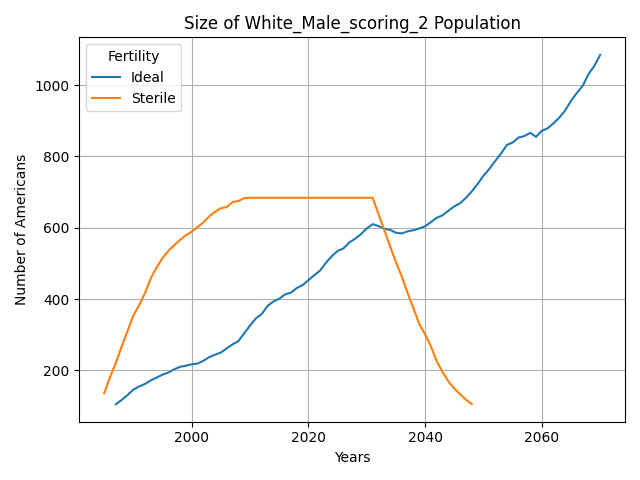 Size of White_Male_scoring_2 Population
Fertility
Ideal
Sterile
Number of Americans
1000
800
600
400
200
2000
2020
2040
2060
Years